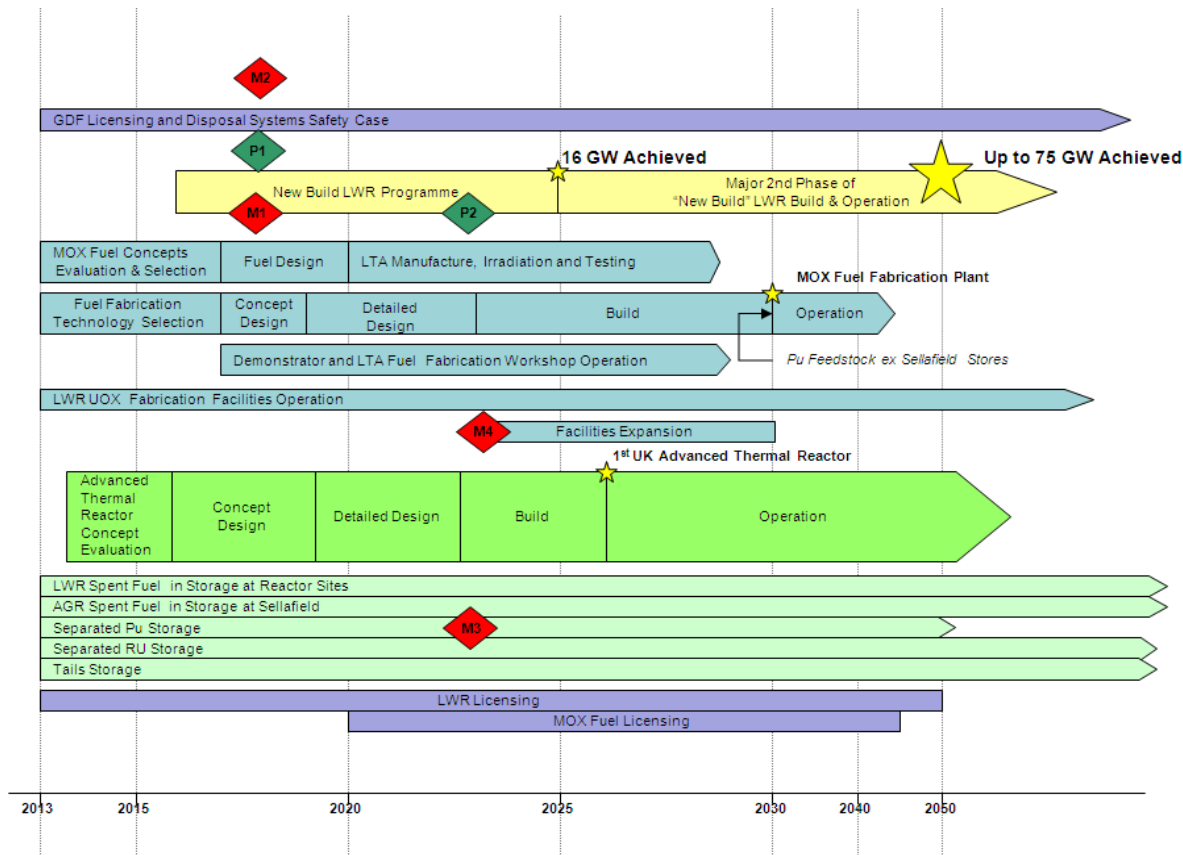 M2
GDF Licensing and Disposal Systems Safety Case
P1
16 GW Achieved
Up to 75 GW Achieved
New Build LWR Programme
Major 2nd Phase of
"New Build" LWR Build & Operation
M1
P2
MOX Fuel Concepts
Evaluation & Selection
Fuel Design
LTA Manufacture, Irradiation and Testing
MOX Fuel Fabrication Plant
Fuel Fabrication
Technology Selection
Concept
Design
Detailed
Design
Build
Operation
Demonstrator and LTA Fuel Fabrication Workshop Operation
Pu Feedstock ex Sellafield Stores
LWR UOX Fabrication Facilities Operation
M4
Facilities Expansion
1st UK Advanced Thermal Reactor
Advanced
Thermal
Reactor
Concept
Evaluation
Concept
Design
Detailed Design
Build
Operation
LWR Spent Fuel in Storage at Reactor Sites
AGR Spent Fuel in Storage at Sellafield
Separated Pu Storage
M3
Separated RU Storage
Tails Storage
LWR Licensing
MOX Fuel Licensing
2013 2015 2020 2025 2030 2040 2050